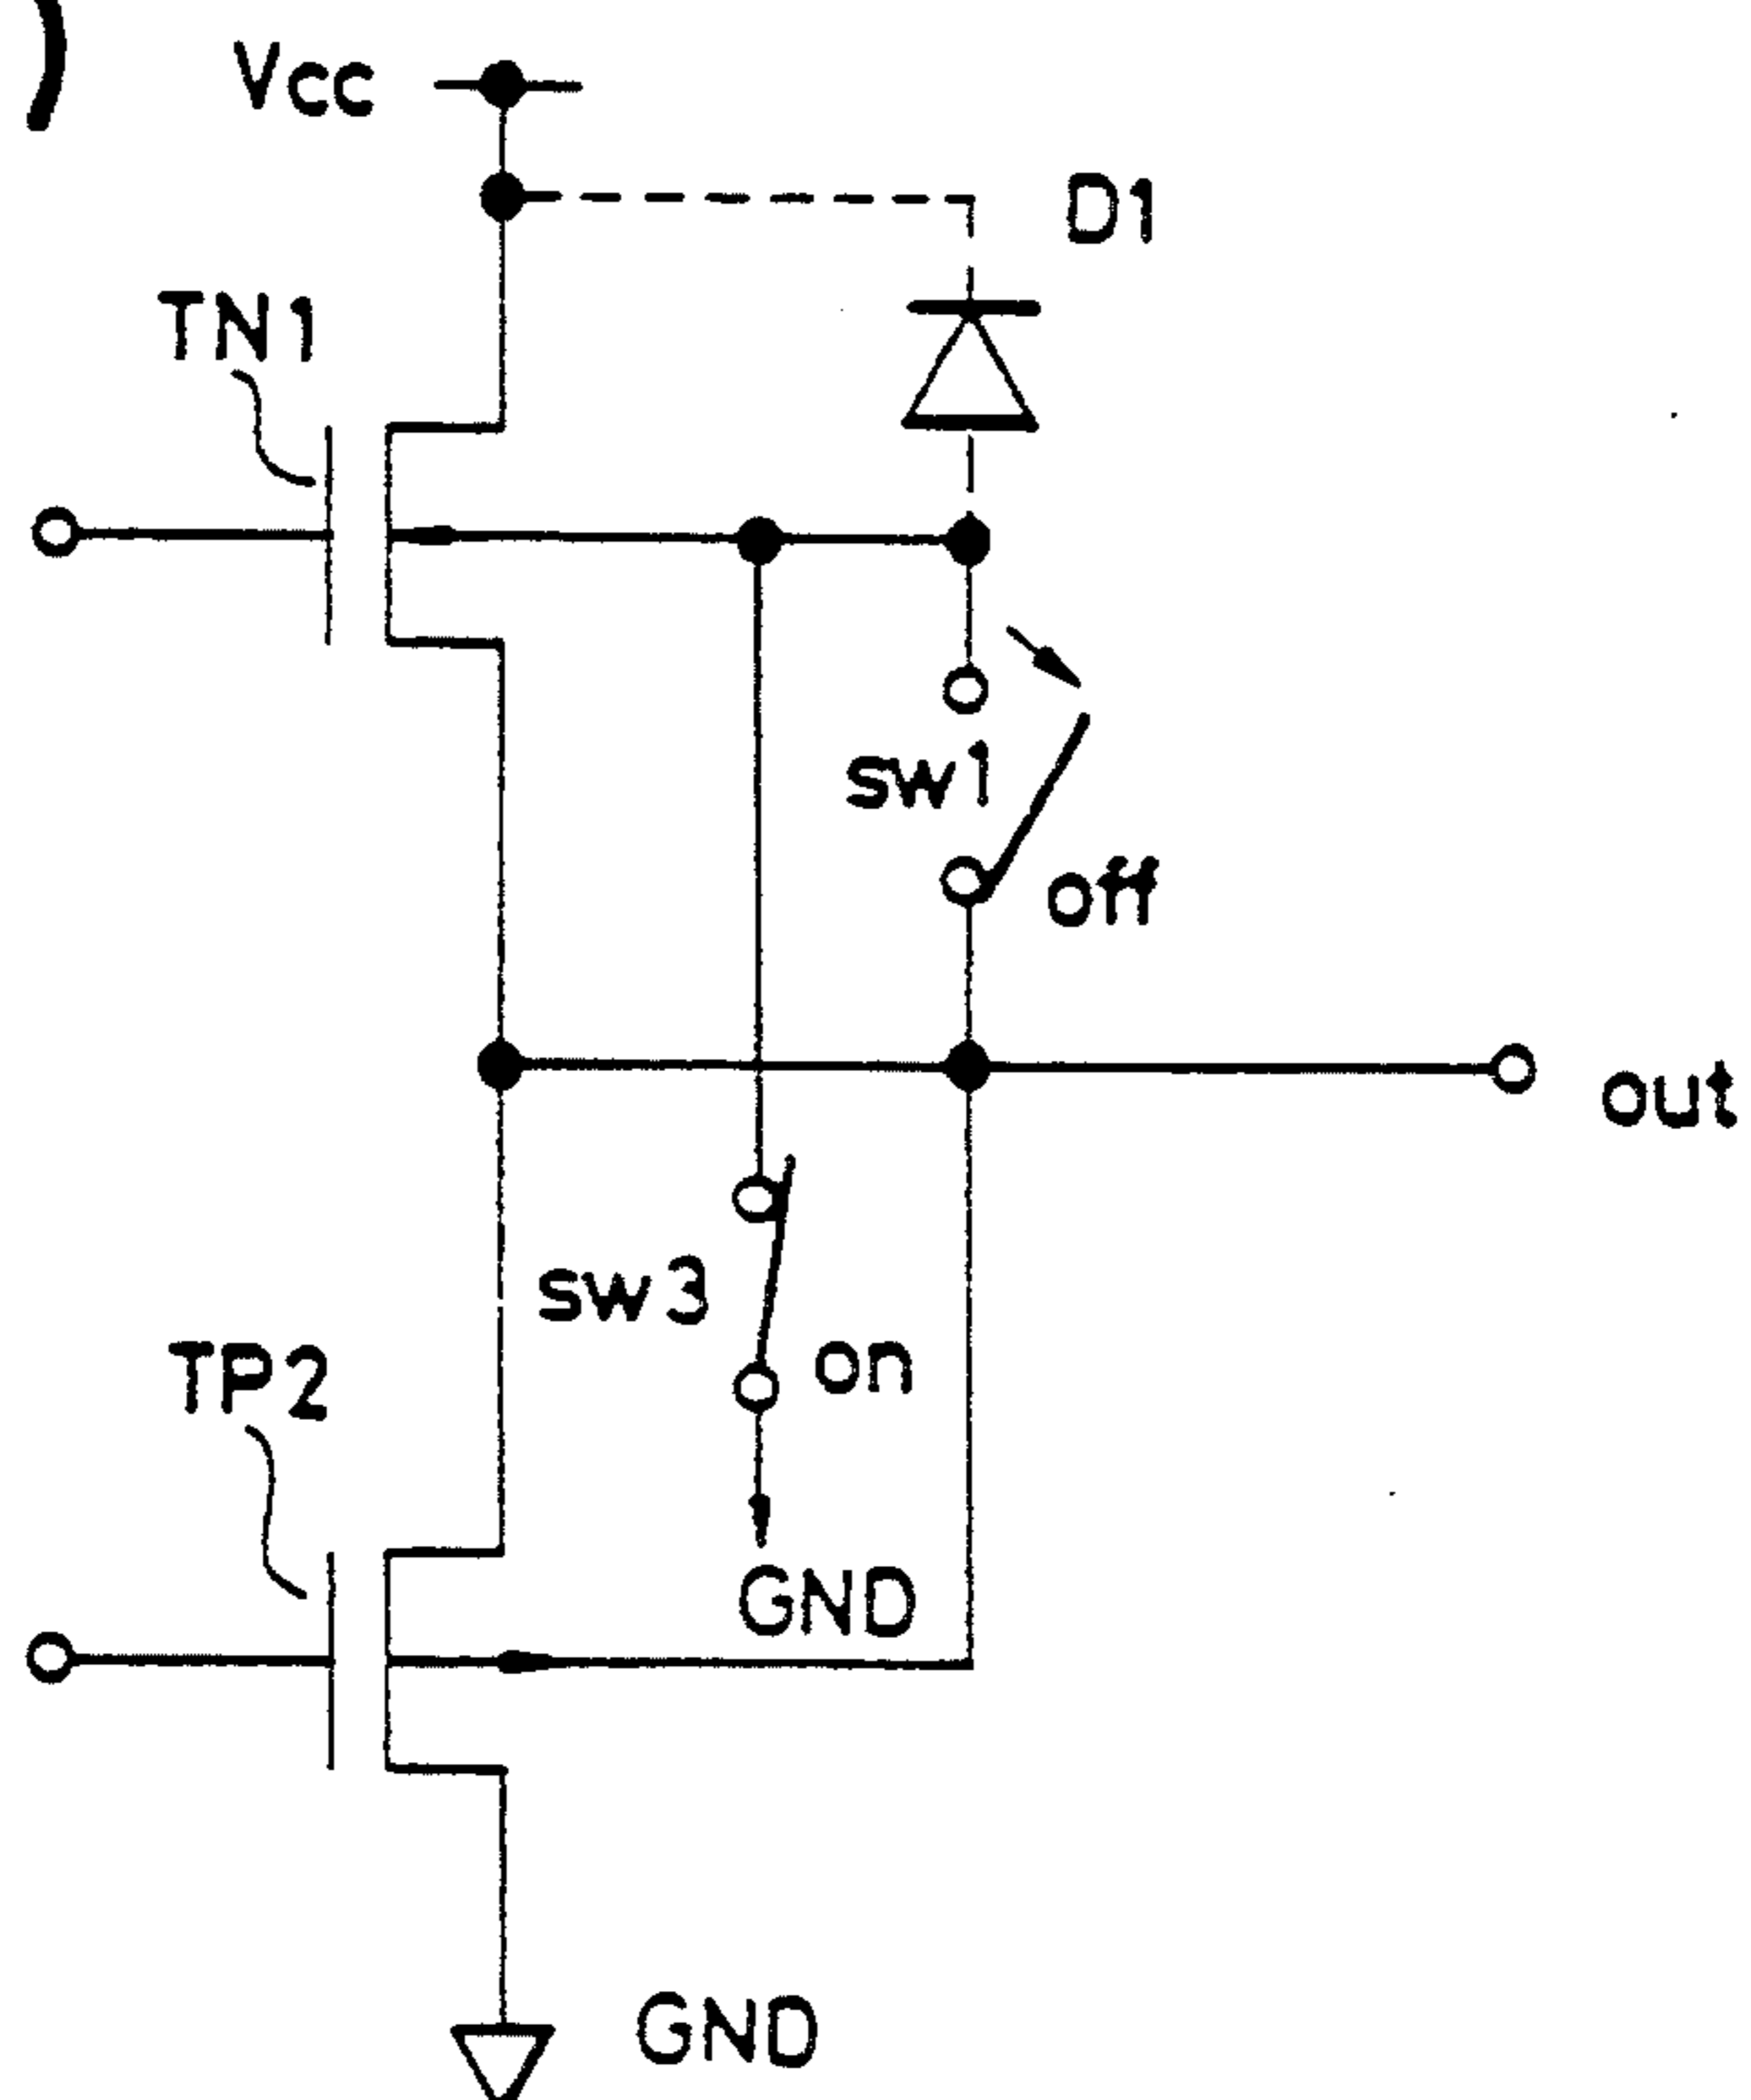 )
Vcc
D1
TN1
sw1
off
out
sw3
on
TP2
GND
GND